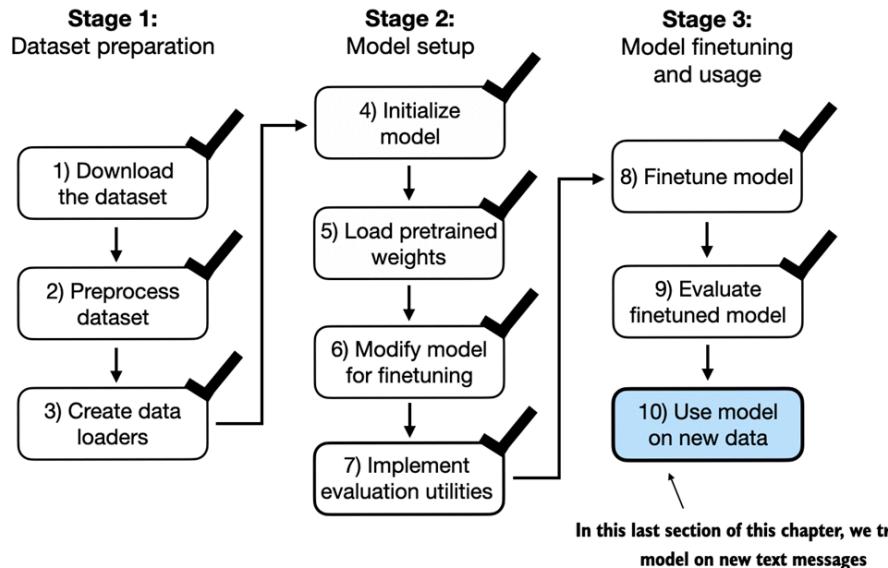 Stage 1:
Dataset preparation
1) Download
the dataset
2) Preprocess
dataset
3) Create data
loaders
Stage 2:
Model setup
4) Initialize
model
5) Load pretrained
weights
6) Modify model
for finetuning
7) Implement
evaluation utilities
Stage 3:
Model finetuning
and usage
8) Finetune model
9) Evaluate
finetuned model
10) Use model
on new data
In this last section of this chapter, we
model on new text messages